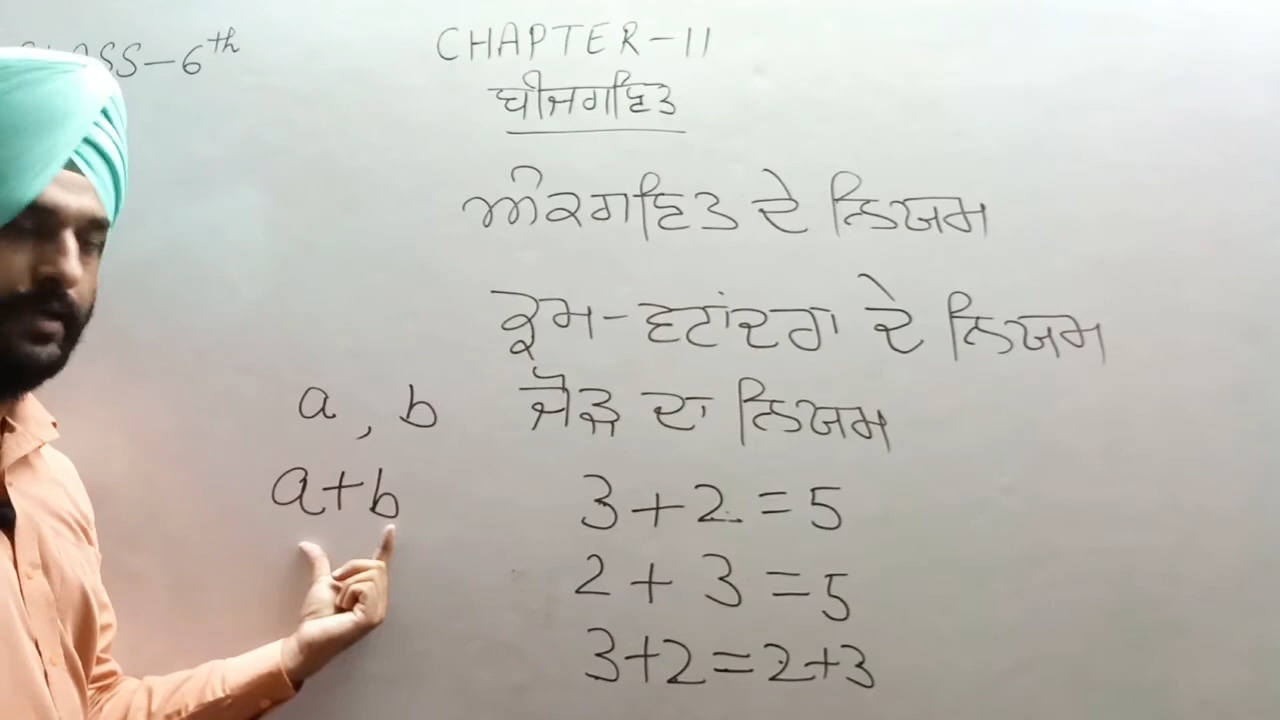 CLASS-6th
CHAPTER-11
ਬੀਜਗਣਿਤ
ਅੰਕਗਣਿਤ ਦੇ ਨਿਯਮ
ਕ੍ਰਮ-ਵਟਾਂਦਰਾ ਦੇ ਨਿਯਮ
a, b ਜੋੜ ਦਾ ਨਿਯਮ
a+b 3+2=5
2+3=5
3+2=2+3